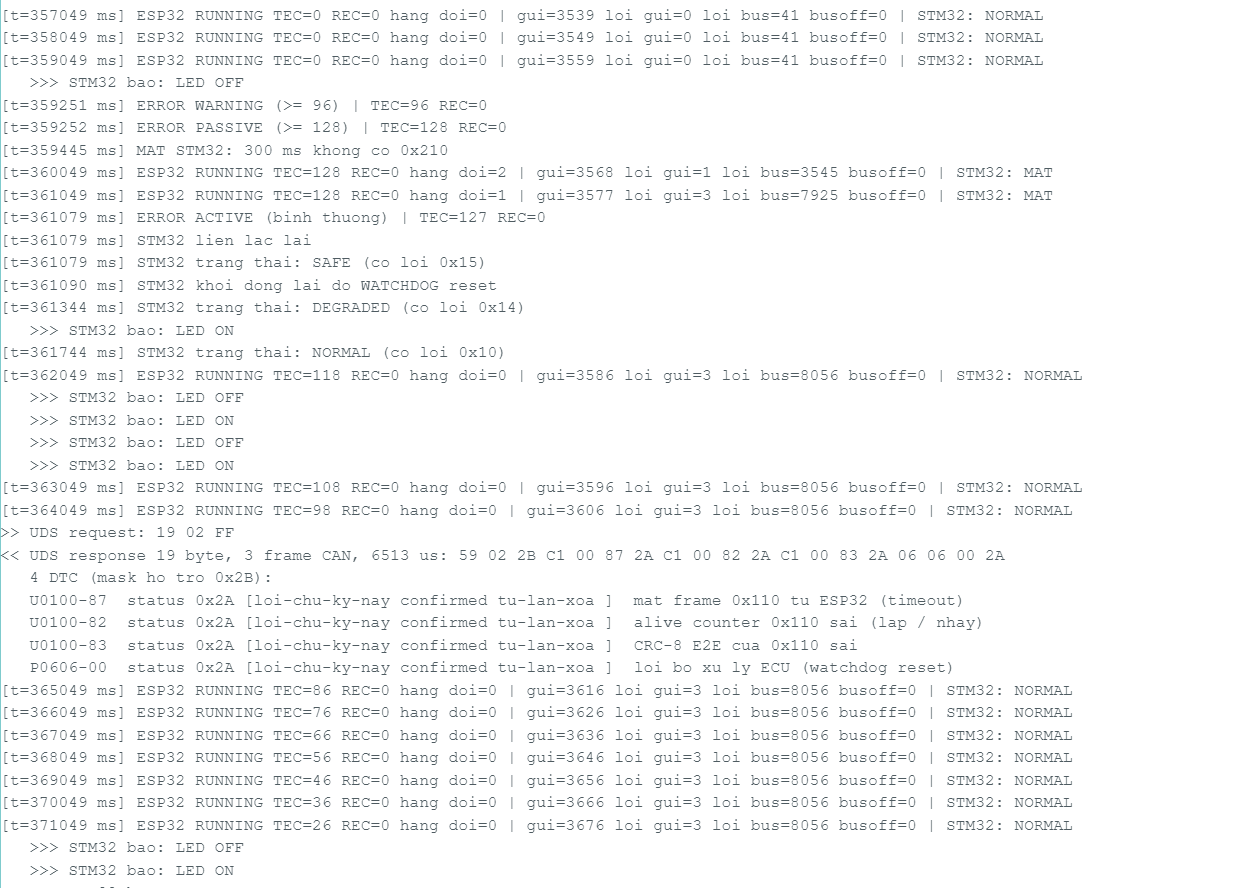 [t=357049 ms] ESP32 RUNNING TEC=0 REC=0 hang doi=0 | gui=3539 loi gui=0 loi bus=41 busoff=0 | STM32: NORMAL
[t=358049 ms] ESP32 RUNNING TEC=0 REC=0 hang doi=0 | gui=3549 loi gui=0 loi bus=41 busoff=0 | STM32: NORMAL
[t=359049 ms] ESP32 RUNNING TEC=0 REC=0 hang doi=0 | gui=3559 loi gui=0 loi bus=41 busoff=0 | STM32: NORMAL
>>> STM32 bao: LED OFF
[t=359251 ms] ERROR WARNING (>= 96) | TEC=96 REC=0
[t=359252 ms] ERROR PASSIVE (>= 128) | TEC=128 REC=0
[t=359445 ms] MAT STM32: 300 ms khong co 0x210
[t=360049 ms] ESP32 RUNNING TEC=128 REC=0 hang doi=2 | gui=3568 loi gui=1 loi bus=3545 busoff=0 | STM32: MAT
[t=361049 ms] ESP32 RUNNING TEC=128 REC=0 hang doi=1 | gui=3577 loi gui=3 loi bus=7925 busoff=0 | STM32: MAT
[t=361079 ms] ERROR ACTIVE (binh thuong) | TEC=127 REC=0
[t=361079 ms] STM32 lien lac lai
[t=361079 ms] STM32 trang thai: SAFE (co loi 0x15)
[t=361090 ms] STM32 khoi dong lai do WATCHDOG reset
[t=361344 ms] STM32 trang thai: DEGRADED (co loi 0x14)
>>> STM32 bao: LED ON
[t=361744 ms] STM32 trang thai: NORMAL (co loi 0x10)
[t=362049 ms] ESP32 RUNNING TEC=118 REC=0 hang doi=0 | gui=3586 loi gui=3 loi bus=8056 busoff=0 | STM32: NORMAL
>>> STM32 bao: LED OFF
>>> STM32 bao: LED ON
>>> STM32 bao: LED OFF
>>> STM32 bao: LED ON
[t=363049 ms] ESP32 RUNNING TEC=108 REC=0 hang doi=0 | gui=3596 loi gui=3 loi bus=8056 busoff=0 | STM32: NORMAL
[t=364049 ms] ESP32 RUNNING TEC=98 REC=0 hang doi=0 | gui=3606 loi gui=3 loi bus=8056 busoff=0 | STM32: NORMAL
>> UDS request: 19 02 FF
<< UDS response 19 byte, 3 frame CAN, 6513 us: 59 02 2B C1 00 87 2A C1 00 82 2A C1 00 83 2A 06 06 00 2A
4 DTC (mask ho tro 0x2B):
U0100-87 status 0x2A [loi-chu-ky-nay confirmed tu-lan-xoa ] mat frame 0x110 tu ESP32 (timeout)
U0100-82 status 0x2A [loi-chu-ky-nay confirmed tu-lan-xoa ] alive counter 0x110 sai (lap / nhay)
U0100-83 status 0x2A [loi-chu-ky-nay confirmed tu-lan-xoa ] CRC-8 E2E cua 0x110 sai
P0606-00 status 0x2A [loi-chu-ky-nay confirmed tu-lan-xoa ] loi bo xu ly ECU (watchdog reset)
[t=365049 ms] ESP32 RUNNING TEC=86 REC=0 hang doi=0 | gui=3616 loi gui=3 loi bus=8056 busoff=0 | STM32: NORMAL
[t=366049 ms] ESP32 RUNNING TEC=76 REC=0 hang doi=0 | gui=3626 loi gui=3 loi bus=8056 busoff=0 | STM32: NORMAL
[t=367049 ms] ESP32 RUNNING TEC=66 REC=0 hang doi=0 | gui=3636 loi gui=3 loi bus=8056 busoff=0 | STM32: NORMAL
[t=368049 ms] ESP32 RUNNING TEC=56 REC=0 hang doi=0 | gui=3646 loi gui=3 loi bus=8056 busoff=0 | STM32: NORMAL
[t=369049 ms] ESP32 RUNNING TEC=46 REC=0 hang doi=0 | gui=3656 loi gui=3 loi bus=8056 busoff=0 | STM32: NORMAL
[t=370049 ms] ESP32 RUNNING TEC=36 REC=0 hang doi=0 | gui=3666 loi gui=3 loi bus=8056 busoff=0 | STM32: NORMAL
[t=371049 ms] ESP32 RUNNING TEC=26 REC=0 hang doi=0 | gui=3676 loi gui=3 loi bus=8056 busoff=0 | STM32: NORMAL
>>> STM32 bao: LED OFF
>>> STM32 bao: LED ON